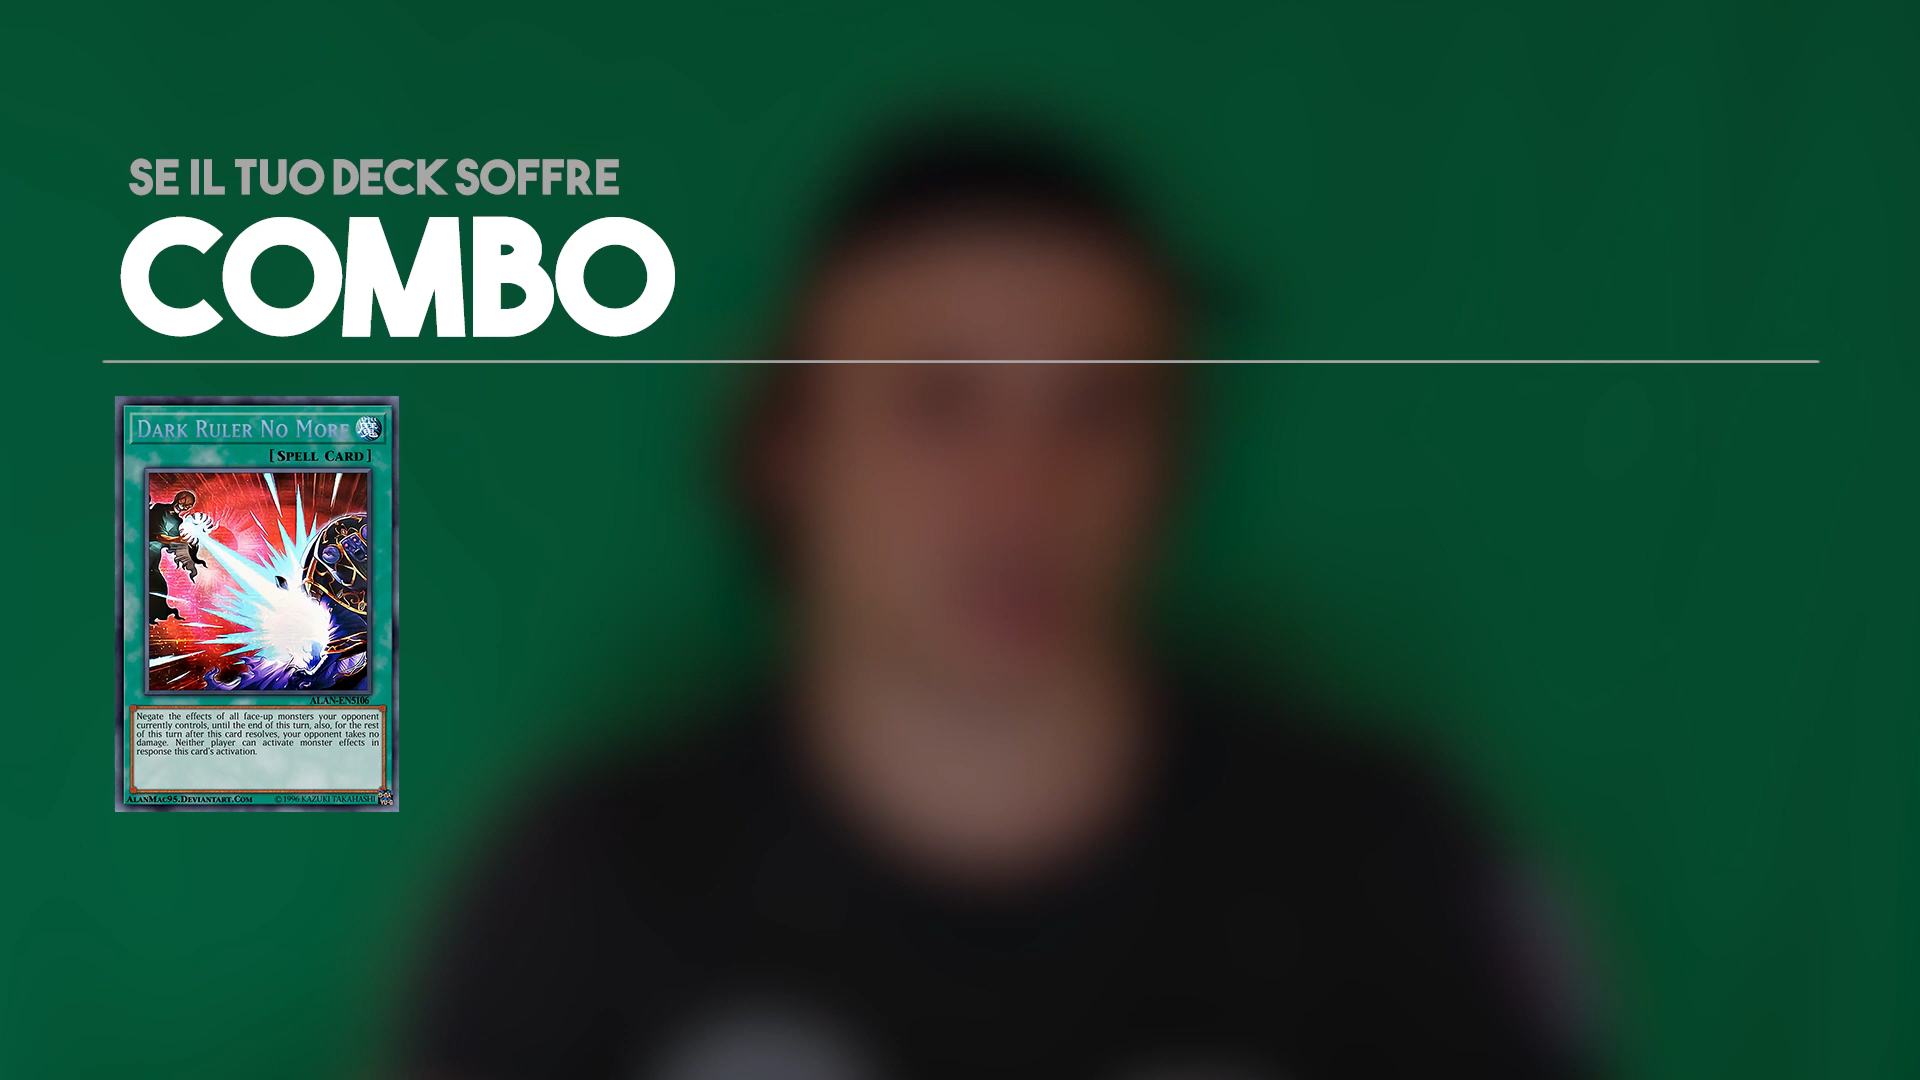 SE IL TUO DECK SOFFRE
COMBO
DARK RULER NO MORE
[SPELL CARD]
ALAN-EN5106
Negate the effects of all face-up monsters your opponent
currently controls, until the end of this turn, also, for the rest
of this turn after this card resolves, your opponent takes no
damage. Neither player can activate monster effects in
response this card's activation.
ALANMAC95.DEVIANTART.COM © 1996 KAZUKI TAKAHASHI